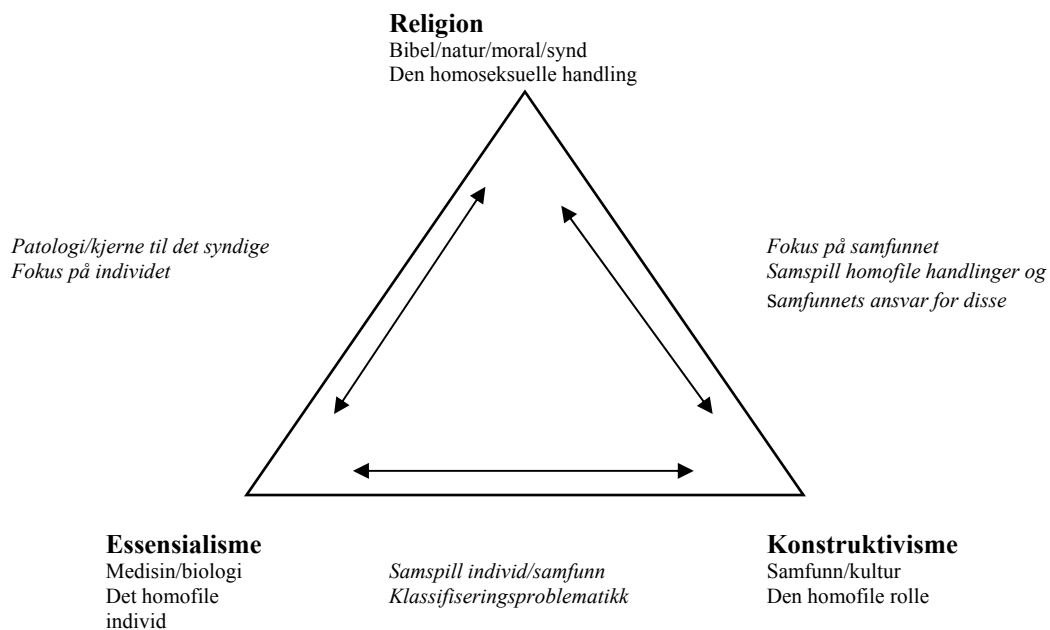 Religion
Bibel/natur/moral/synd
Den homoseksuelle handling
Patologi/kjerne til det syndige
Fokus på individet
Fokus på samfunnet
Samspill homofile handlinger og
samfunnets ansvar for disse
Essensialisme
Medisin/biologi
Det homofile
individ
Samspill individ/samfunn
Klassifiseringsproblematikk
Konstruktivisme
Samfunn/kultur
Den homofile rolle